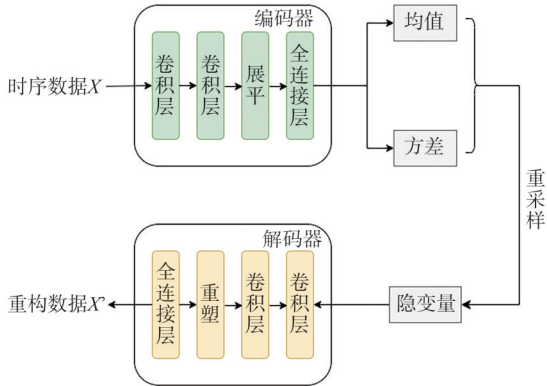 编码器
时序数据X
卷积层
卷积层
展平
全连接层
均值
方差
重采样
解码器
重构数据X'
全连接层
重塑
卷积层
卷积层
隐变量